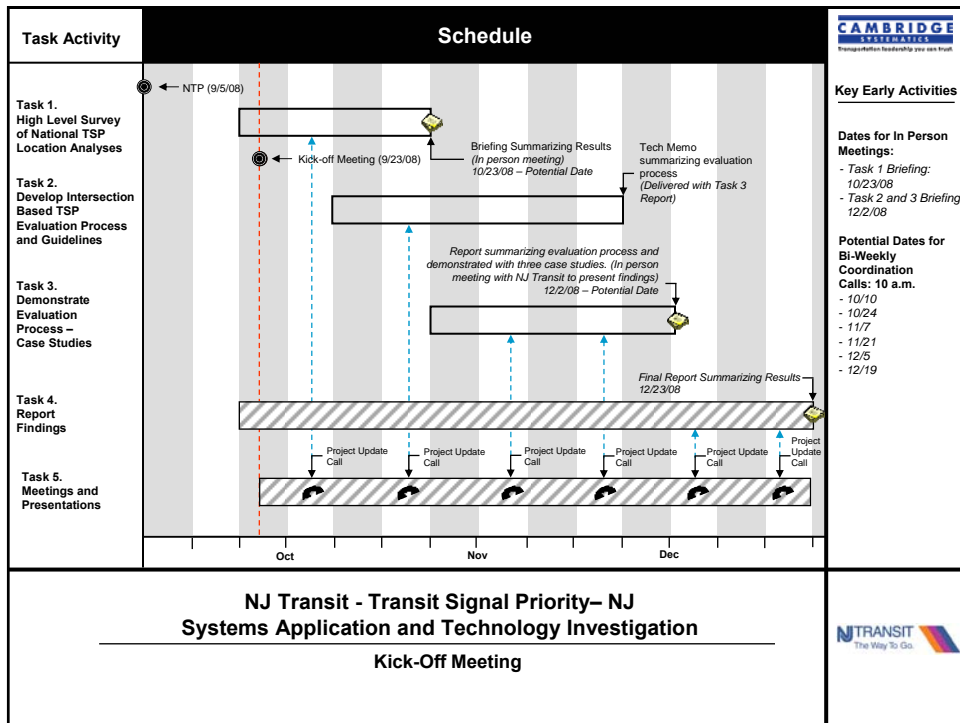 Task Activity
Schedule
CAMBRIDGE
SYSTEMATICS
Transportation leadership you can trust.
NTP (9/5/08)
Task 1.
High Level Survey
of National TSP
Location Analyses
Kick-off Meeting (9/23/08)
Briefing Summarizing Results
(In person meeting)
10/23/08 – Potential Date
Tech Memo
summarizing evaluation
process
(Delivered with Task 3
Report)
Task 2.
Develop Intersection
Based TSP
Evaluation Process
and Guidelines
Report summarizing evaluation process and
demonstrated with three case studies. (In person
meeting with NJ Transit to present findings)
12/2/08 – Potential Date
Task 3.
Demonstrate
Evaluation
Process –
Case Studies
Final Report Summarizing Results
12/23/08
Task 4.
Report
Findings
Project Update
Call
Project Update
Call
Project Update
Call
Project Update
Call
Project Update
Call
Project
Update
Call
Task 5.
Meetings and
Presentations
Oct
Nov
Dec
Key Early Activities
Dates for In Person
Meetings:
- Task 1 Briefing:
10/23/08
- Task 2 and 3 Briefing
12/2/08
Potential Dates for
Bi-Weekly
Coordination
Calls: 10 a.m.
- 10/10
- 10/24
- 11/7
- 11/21
- 12/5
- 12/19
NJ Transit - Transit Signal Priority– NJ
Systems Application and Technology Investigation
Kick-Off Meeting
NJ TRANSIT
The Way To Go.